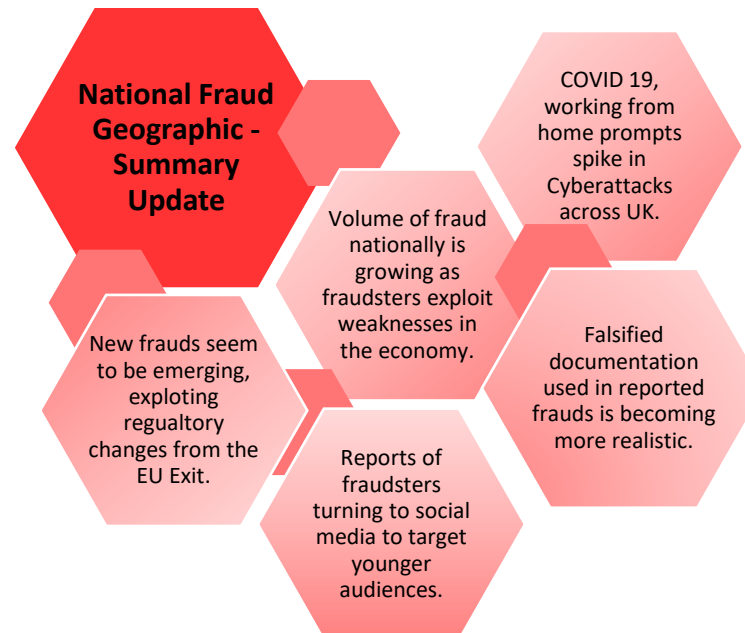 National Fraud
Geographic -
Summary
Update
COVID 19,
working from
home prompts
spike in
Cyberattacks
across UK.
Volume of fraud
nationally is
growing as
fraudsters exploit
weaknesses in
the economy.
New frauds seem
to be emerging,
exploting
regualtory
changes from the
EU Exit.
Falsified
documentation
used in reported
frauds is becoming
more realistic.
Reports of
fraudsters
turning to social
media to target
younger
audiences.